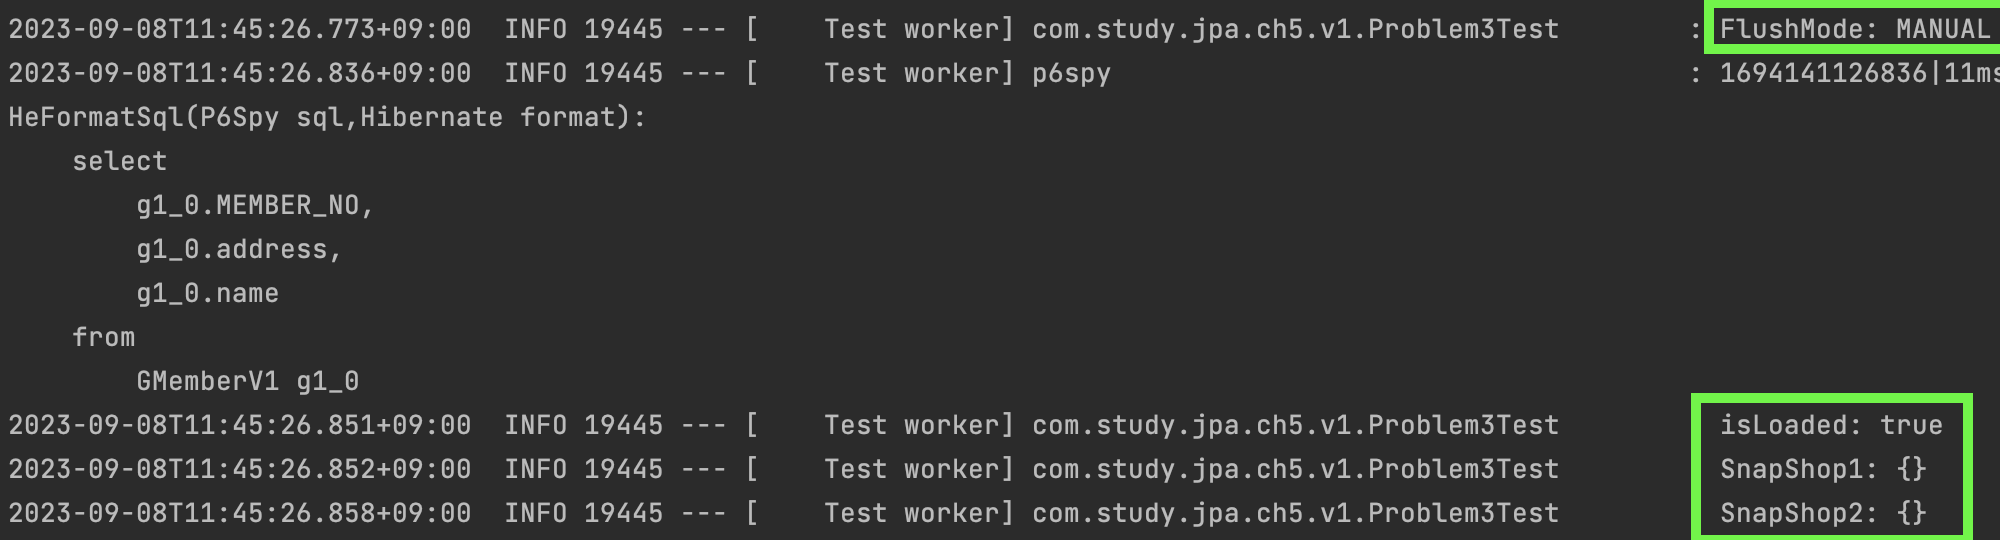 2023-09-08T11:45:26.773+09:00  INFO 19445 --- [    Test worker] com.study.jpa.ch5.v1.Problem3Test        : FlushMode: MANUAL
2023-09-08T11:45:26.836+09:00  INFO 19445 --- [    Test worker] p6spy                                    : 1694141126836|11ms
HeFormatSql(P6Spy sql,Hibernate format):
    select
        g1_0.MEMBER_NO,
        g1_0.address,
        g1_0.name
    from
        GMemberV1 g1_0
2023-09-08T11:45:26.851+09:00  INFO 19445 --- [    Test worker] com.study.jpa.ch5.v1.Problem3Test          isLoaded: true
2023-09-08T11:45:26.852+09:00  INFO 19445 --- [    Test worker] com.study.jpa.ch5.v1.Problem3Test          SnapShop1: {}
2023-09-08T11:45:26.858+09:00  INFO 19445 --- [    Test worker] com.study.jpa.ch5.v1.Problem3Test          SnapShop2: {}